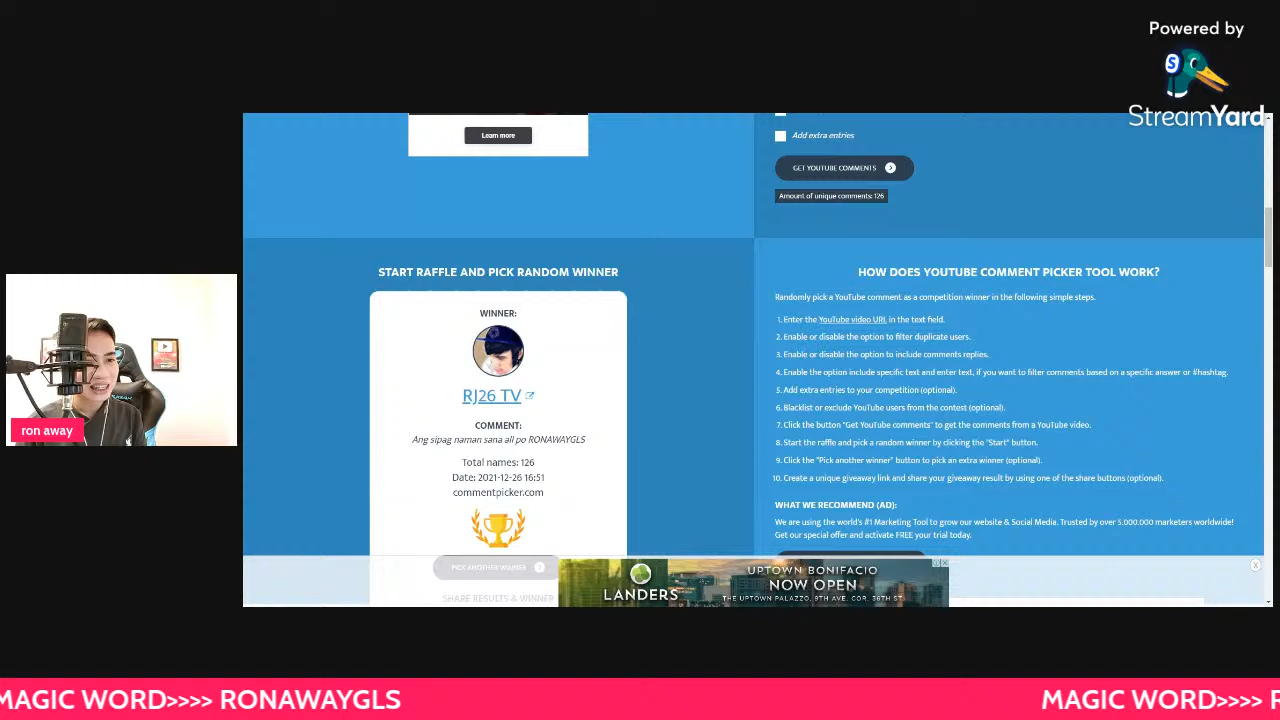 Powered by
StreamYard
Learn more
Add extra entries
GET YOUTUBE COMMENTS
Amount of unique comments: 126
START RAFFLE AND PICK RANDOM WINNER
WINNER:
RJ26 TV
COMMENT:
Ang sipag naman sana all po RONAWAYGLS
Total names: 126
Date: 2021-12-26 16:51
commentpicker.com
PICK ANOTHER WINNER
SHARE RESULTS & WINNER
HOW DOES YOUTUBE COMMENT PICKER TOOL WORK?
Randomly pick a YouTube comment as a competition winner in the following simple steps.
1. Enter the YouTube video URL in the text field.
2. Enable or disable the option to filter duplicate users.
3. Enable or disable the option to include comments replies.
4. Enable the option include specific text and enter text, if you want to filter comments based on a specific answer or #hashtag.
5. Add extra entries to your competition (optional).
6. Blacklist or exclude YouTube users from the contest (optional).
7. Click the button "Get YouTube comments" to get the comments from a YouTube video.
8. Start the raffle and pick a random winner by clicking the "Start" button.
9. Click the "Pick another winner" button to pick an extra winner (optional).
10. Create a unique giveaway link and share your giveaway result by using one of the share buttons (optional).
WHAT WE RECOMMEND (AD):
We are using the world's #1 Marketing Tool to grow our website & Social Media. Trusted by over 5.000.000 marketers worldwide!
Get our special offer and activate FREE your trial today.
LANDERS
UPTOWN BONIFACIO
NOW OPEN
THE UPTOWN PALAZZO, 9TH AVE. COR. 36TH ST
ron away
MAGIC WORD>>>> RONAWAYGLS
MAGIC WORD>>>> R